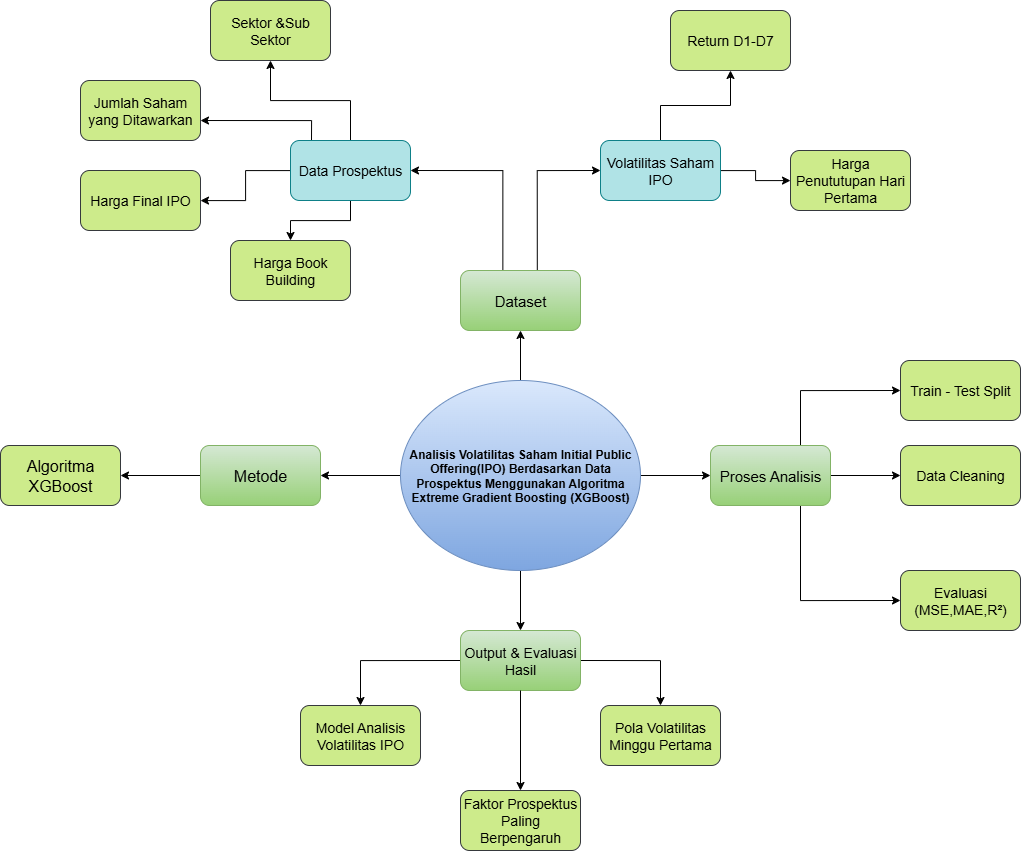 Sektor &Sub
Sektor
Return D1-D7
Jumlah Saham
yang Ditawarkan
Data Prospektus
Volatilitas Saham
IPO
Harga
Penututupan Hari
Pertama
Harga Final IPO
Harga Book
Building
Dataset
Train - Test Split
Analisis Volatilitas Saham Initial Public
Offering(IPO) Berdasarkan Data
Prospektus Menggunakan Algoritma
Extreme Gradient Boosting (XGBoost)
Algoritma
XGBoost
Metode
Proses Analisis
Data Cleaning
Evaluasi
(MSE,MAE,R²)
Output & Evaluasi
Hasil
Model Analisis
Volatilitas IPO
Pola Volatilitas
Minggu Pertama
Faktor Prospektus
Paling
Berpengaruh